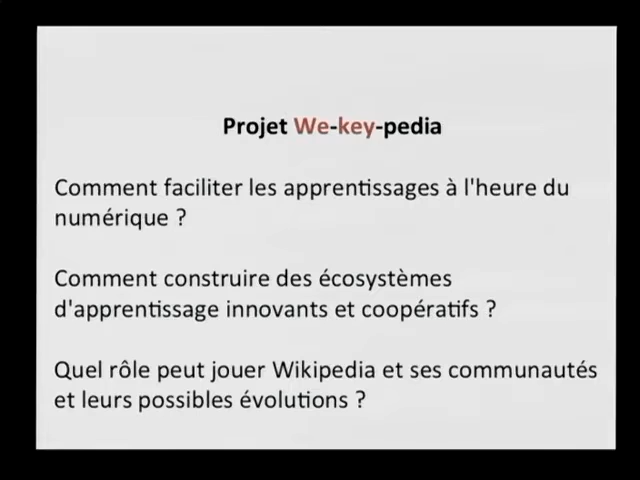 Projet We-key-pedia
Comment faciliter les apprentissages à l'heure du
numérique ?
Comment construire des écosystèmes
d'apprentissage innovants et coopératifs ?
Quel rôle peut jouer Wikipedia et ses communautés
et leurs possibles évolutions ?